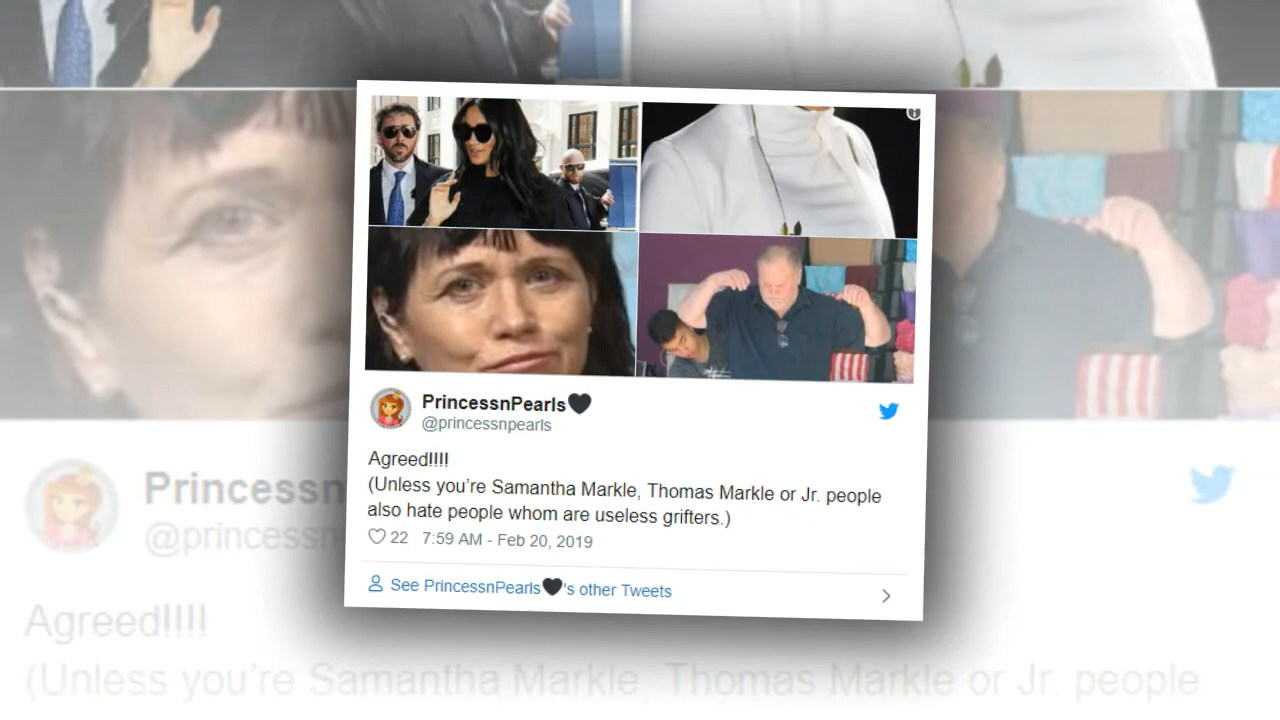 PrincessnPearls🖤
@princessnpearls
Agreed!!!!
(Unless you're Samantha Markle, Thomas Markle or Jr. people
also hate people whom are useless grifters.)
22 7:59 AM - Feb 20, 2019
See PrincessnPearls🖤's other Tweets
Princessn
@princessn
Agreed!!!!
(Unless you're Samantha Markle, Thomas Markle or Jr. people